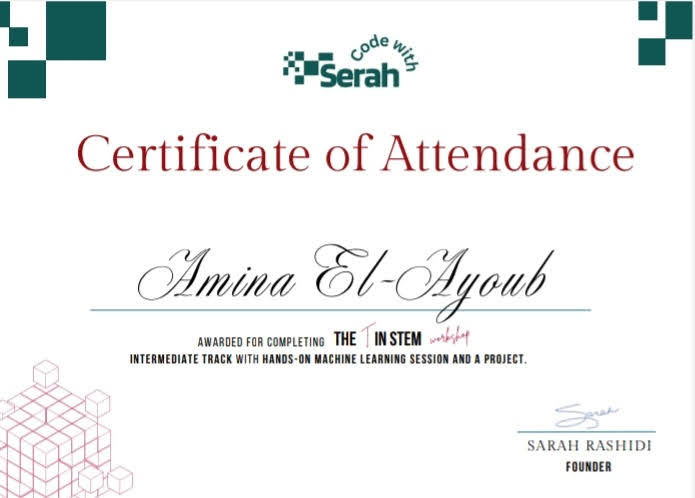 Code with
Serah
Certificate of Attendance
Amina El-Ayoub
AWARDED FOR COMPLETING THE T IN STEM workshop
INTERMEDIATE TRACK WITH HANDS-ON MACHINE LEARNING SESSION AND A PROJECT.
Sarah
SARAH RASHIDI
FOUNDER